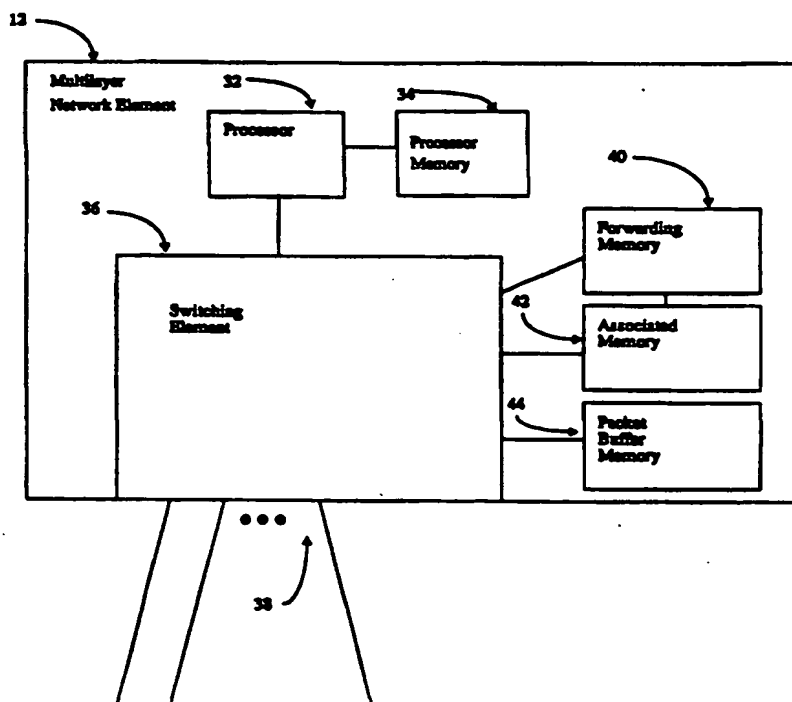 12
Multilayer
Network Element
32
Processor
34
Processor
Memory
40
36
Forwarding
Memory
Switching
Element
42
Associated
Memory
44
Packet
Buffer
Memory
38